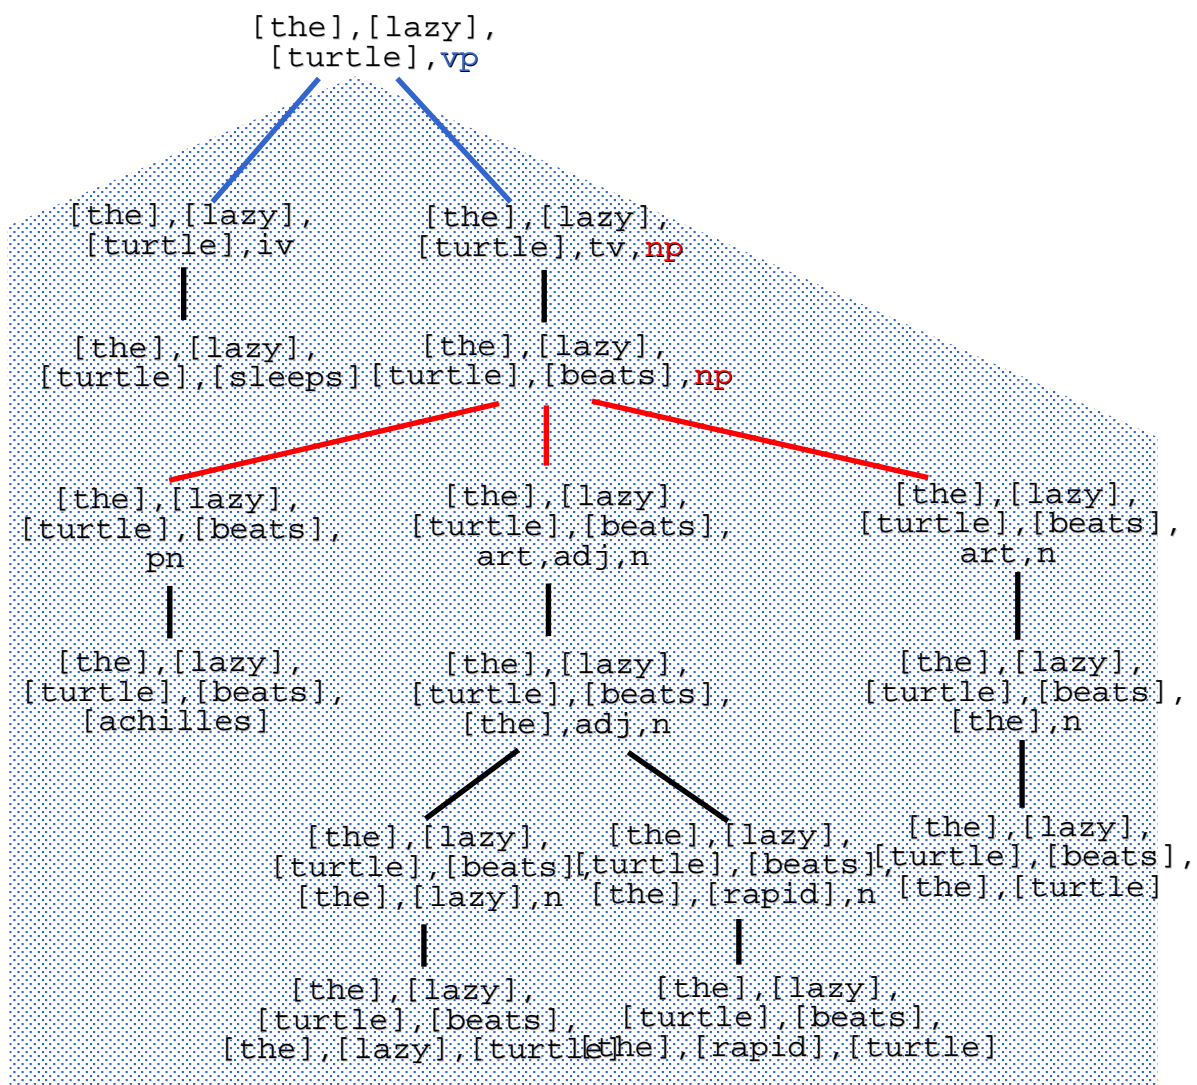 [the],[lazy],
[turtle],vp
[the],[lazy],
[turtle],iv
[the],[lazy],
[turtle],tv,np
[the],[lazy],
[turtle],[sleeps]
[the],[lazy],
[turtle],[beats],np
[the],[lazy],
[turtle],[beats],
pn
[the],[lazy],
[turtle],[beats],
art,adj,n
[the],[lazy],
[turtle],[beats],
art,n
[the],[lazy],
[turtle],[beats],
[achilles]
[the],[lazy],
[turtle],[beats],
[the],adj,n
[the],[lazy],
[turtle],[beats],
[the],n
[the],[lazy],
[turtle],[beats],
[the],[lazy],n
[the],[lazy],
[turtle],[beats],
[the],[rapid],n
[the],[lazy],
[turtle],[beats],
[the],[turtle]
[the],[lazy],
[turtle],[beats],
[the],[lazy],[turtle]
[the],[lazy],
[turtle],[beats],
[the],[rapid],[turtle]